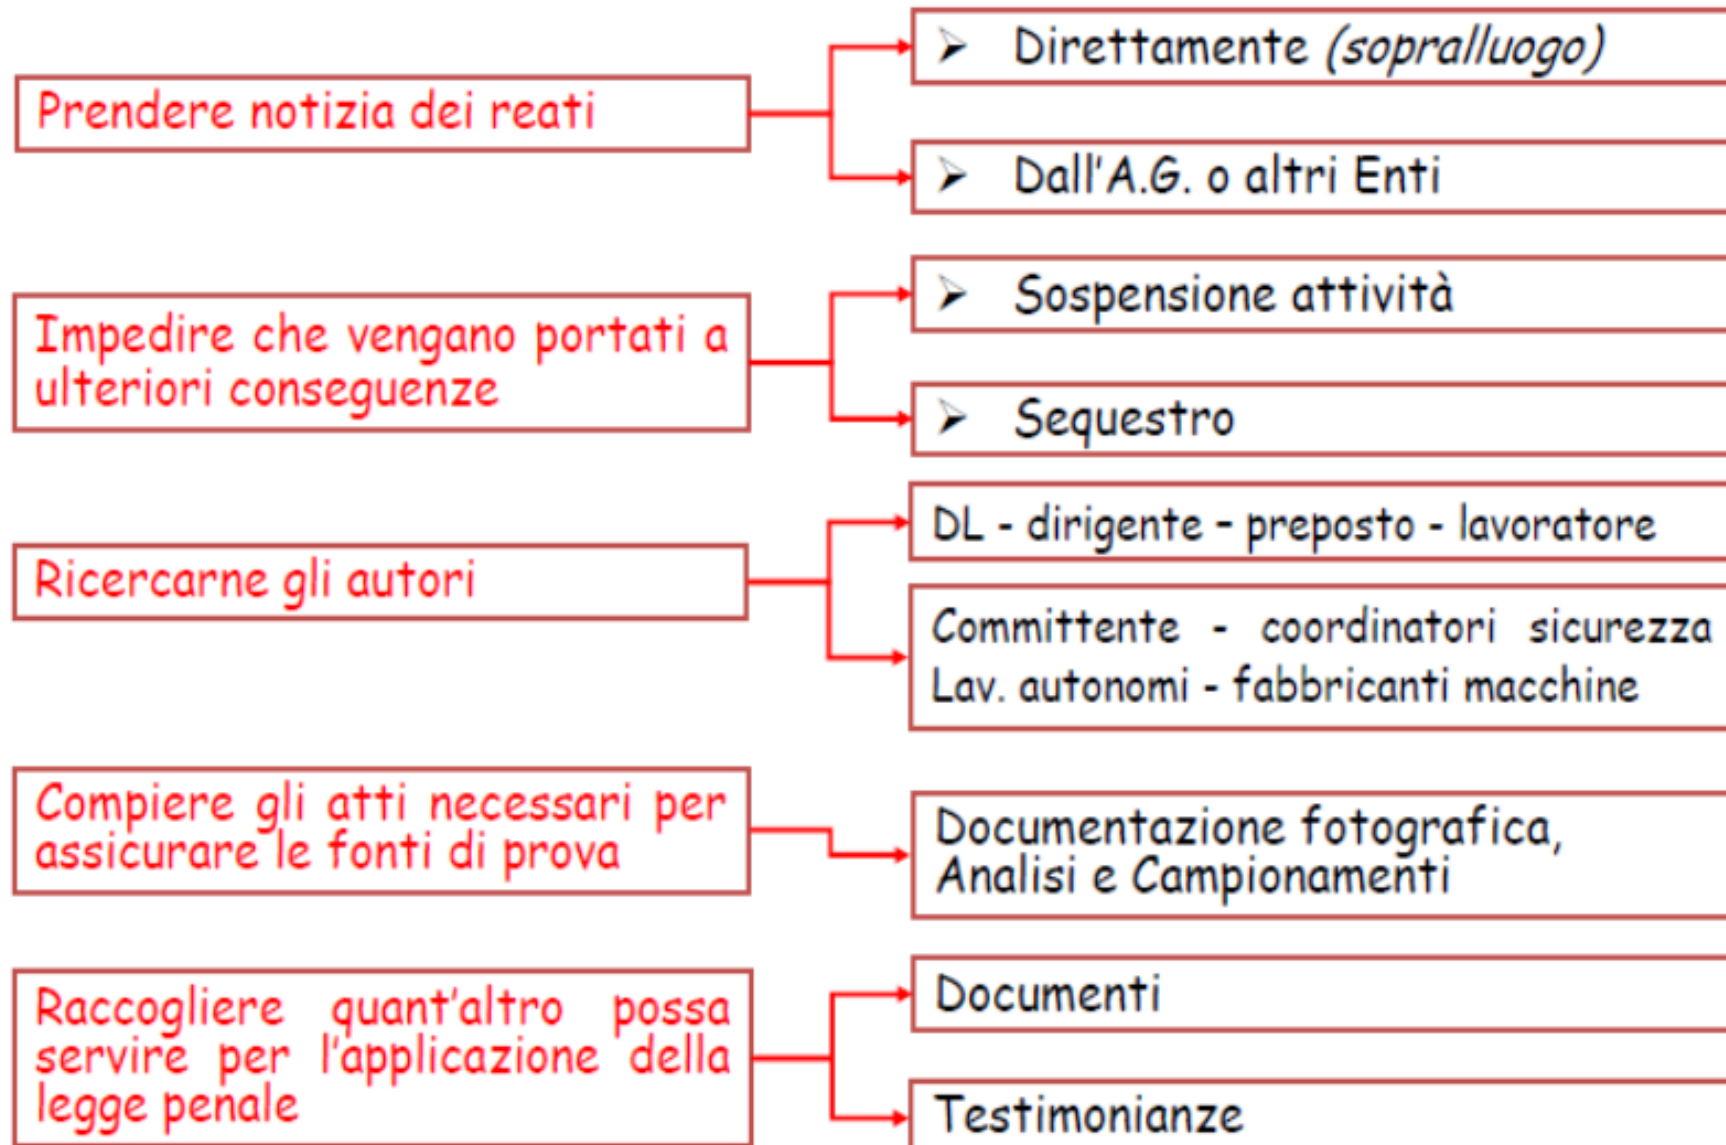 Prendere notizia dei reati
➢ Direttamente (sopralluogo)
➢ Dall'A.G. o altri Enti
Impedire che vengano portati a
ulteriori conseguenze
➢ Sospensione attività
➢ Sequestro
Ricercarne gli autori
DL - dirigente – preposto - lavoratore
Committente - coordinatori sicurezza
Lav. autonomi - fabbricanti macchine
Compiere gli atti necessari per
assicurare le fonti di prova
Documentazione fotografica,
Analisi e Campionamenti
Raccogliere quant'altro possa
servire per l'applicazione della
legge penale
Documenti
Testimonianze